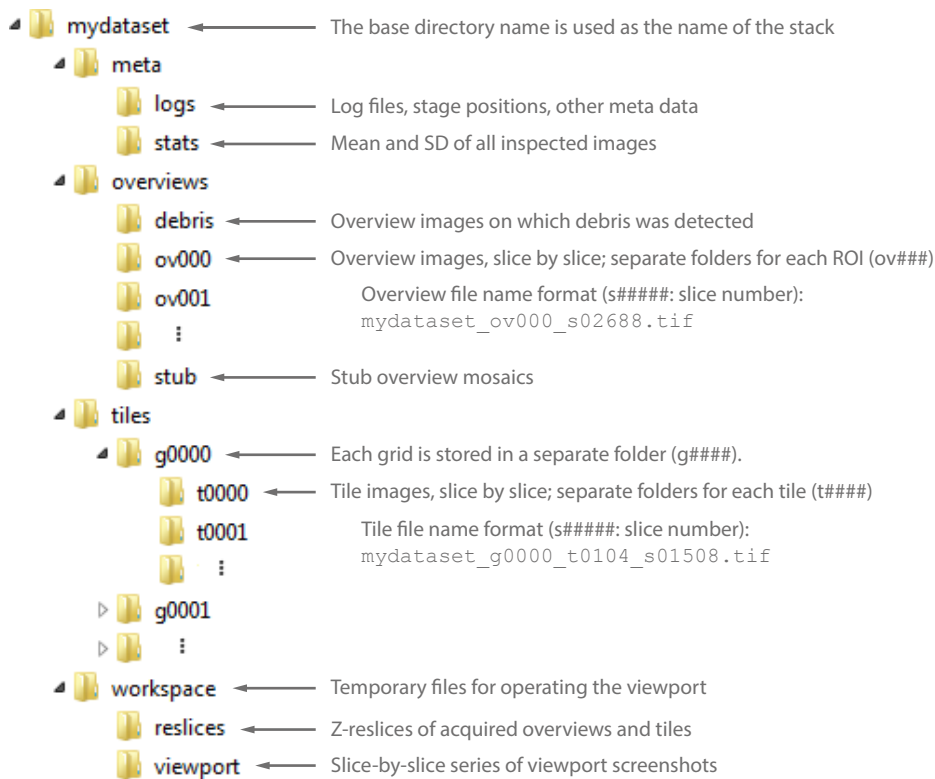 mydataset The base directory name is used as the name of the stack
meta
logs Log files, stage positions, other meta data
stats Mean and SD of all inspected images
overviews
debris Overview images on which debris was detected
ov000 Overview images, slice by slice; separate folders for each ROI (ov###)
ov001 Overview file name format (s#####: slice number):
⋮ mydataset_ov000_s02688.tif
stub Stub overview mosaics
tiles
g0000 Each grid is stored in a separate folder (g####).
t0000 Tile images, slice by slice; separate folders for each tile (t####)
t0001 Tile file name format (s#####: slice number):
⋮ mydataset_g0000_t0104_s01508.tif
g0001
⋮
workspace Temporary files for operating the viewport
reslices Z-reslices of acquired overviews and tiles
viewport Slice-by-slice series of viewport screenshots